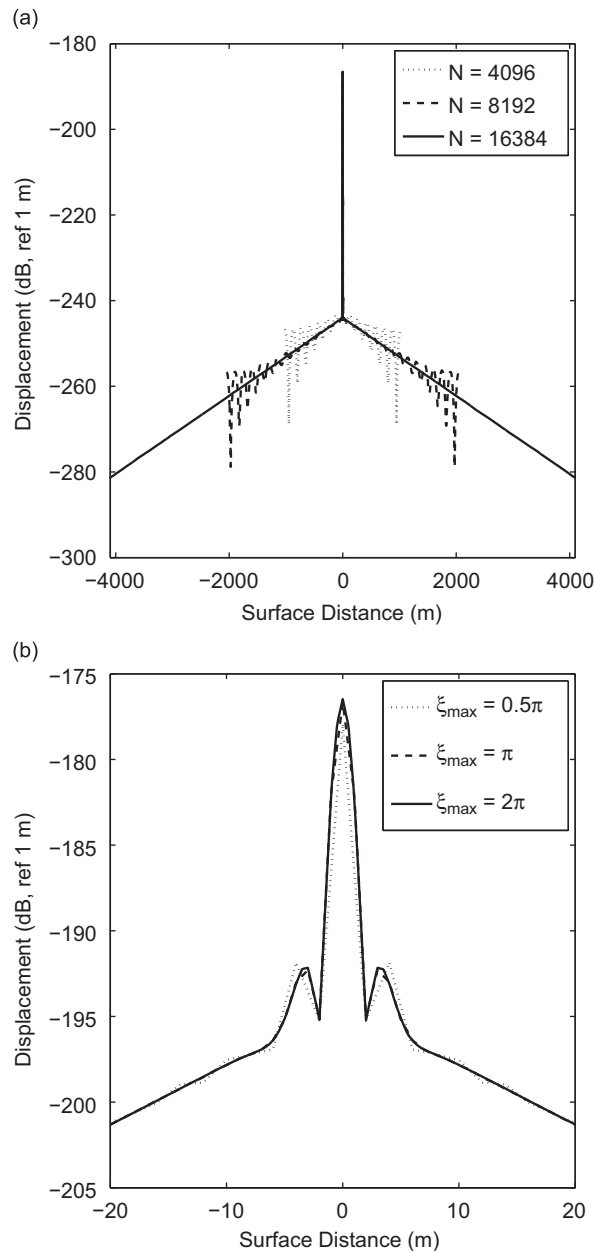 (a)
−180
−200
−220
−240
−260
−280
−300
Displacement (dB, ref 1 m)
N = 4096
N = 8192
N = 16384
−4000 −2000 0 2000 4000
Surface Distance (m)
(b)
−175
−180
−185
−190
−195
−200
−205
Displacement (dB, ref 1 m)
ξmax = 0.5π
ξmax = π
ξmax = 2π
−20 −10 0 10 20
Surface Distance (m)